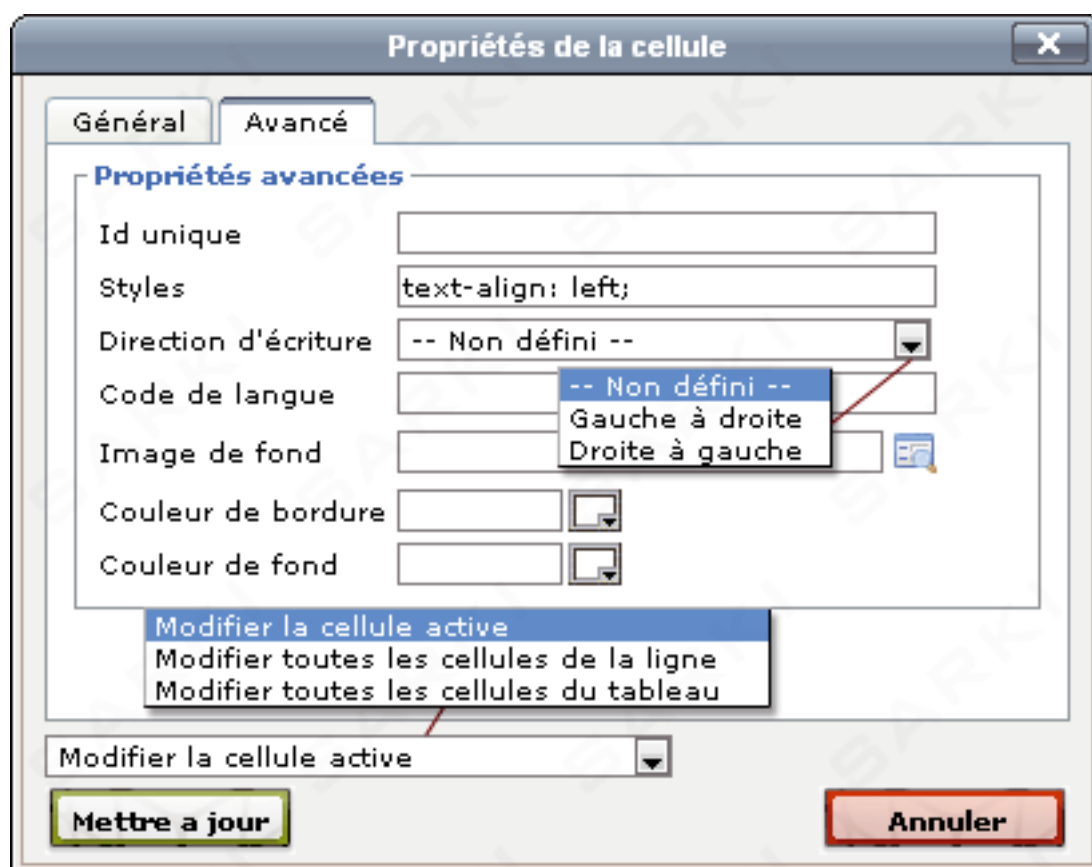 Propriétés de la cellule
Général Avancé
Propriétés avancées
Id unique
Styles text-align: left;
Direction d'écriture -- Non défini --
-- Non défini --
Code de langue
Gauche à droite
Droite à gauche
Image de fond
Couleur de bordure
Couleur de fond
Modifier la cellule active
Modifier toutes les cellules de la ligne
Modifier toutes les cellules du tableau
Modifier la cellule active
Mettre a jour Annuler
SARKI